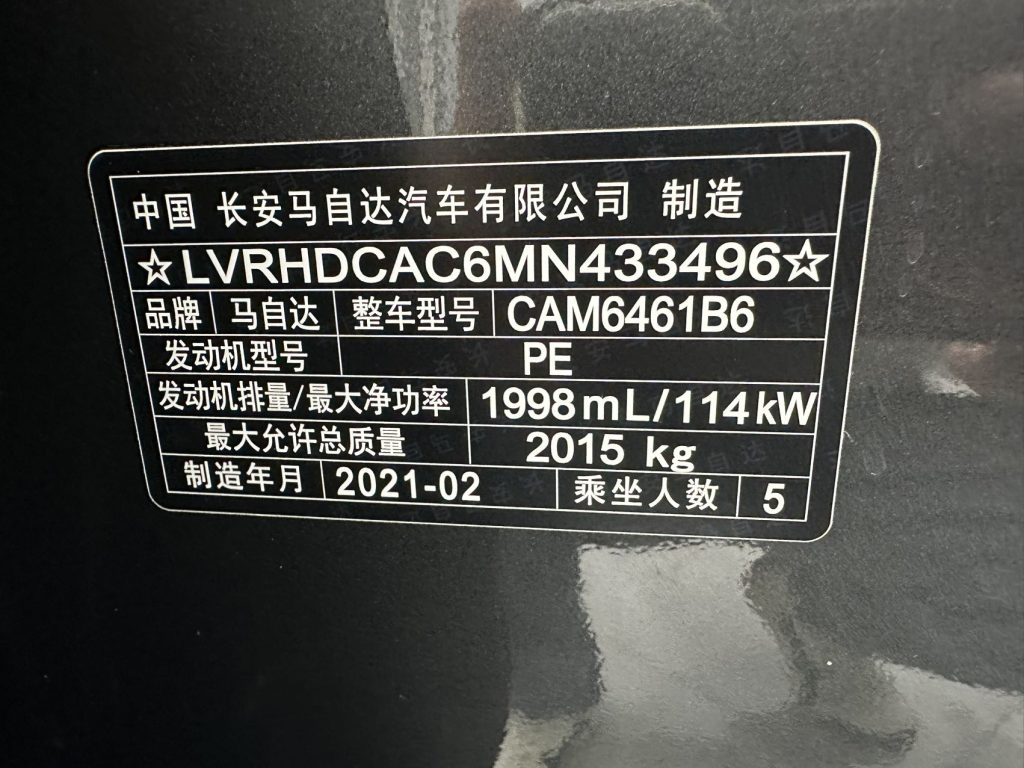 中国 长安马自达汽车有限公司 制造
☆LVRHDCAC6MN433496☆
品牌 马自达 整车型号 CAM6461B6
发动机型号 PE
发动机排量/最大净功率 1998mL/114kW
最大允许总质量 2015 kg
制造年月 2021-02 乘坐人数 5